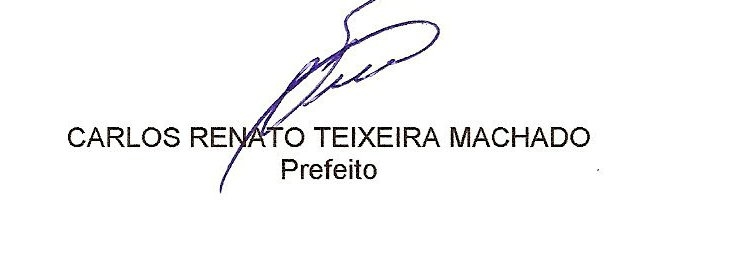 CARLOS RENATO TEIXEIRA MACHADO
Prefeito